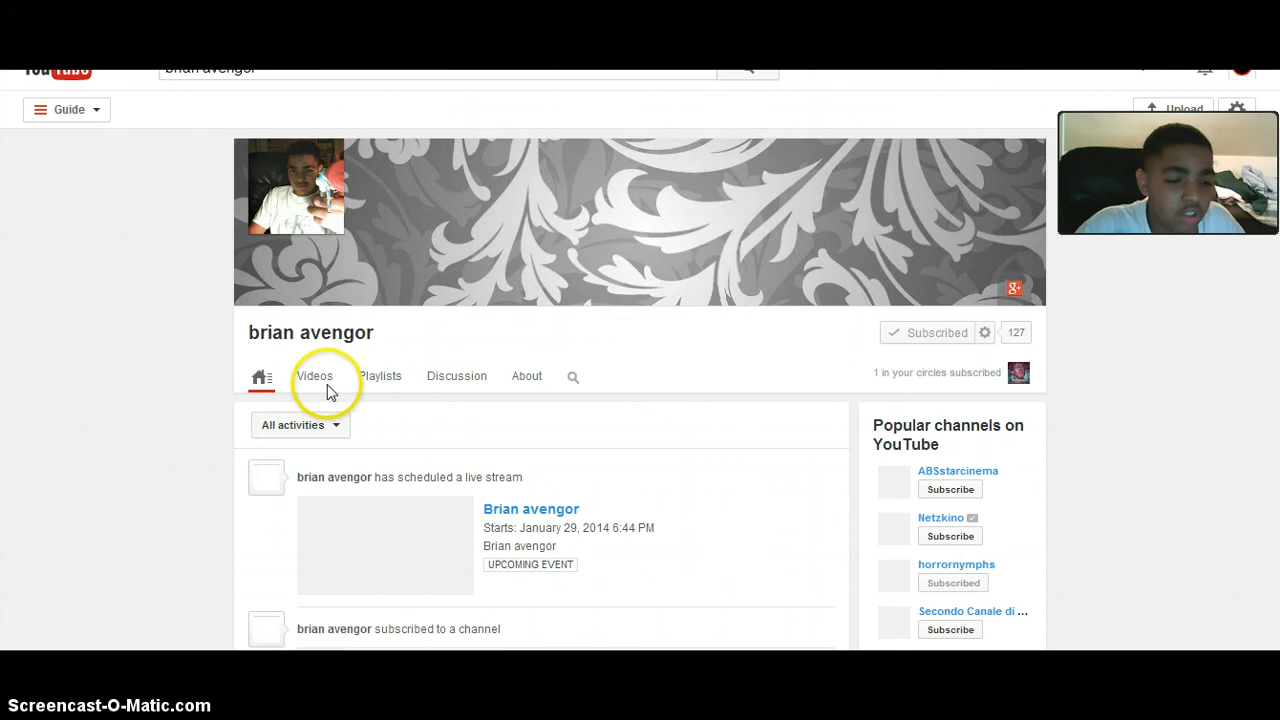 YouTube
brian avengor
Guide
Upload
g+
brian avengor
Subscribed 127
Videos Playlists Discussion About
1 in your circles subscribed
All activities
brian avengor has scheduled a live stream
Brian avengor
Starts: January 29, 2014 6:44 PM
Brian avengor
UPCOMING EVENT
brian avengor subscribed to a channel
Popular channels on
YouTube
ABSstarcinema
Subscribe
Netzkino
Subscribe
horrornymphs
Subscribed
Secondo Canale di ...
Subscribe
Screencast-O-Matic.com